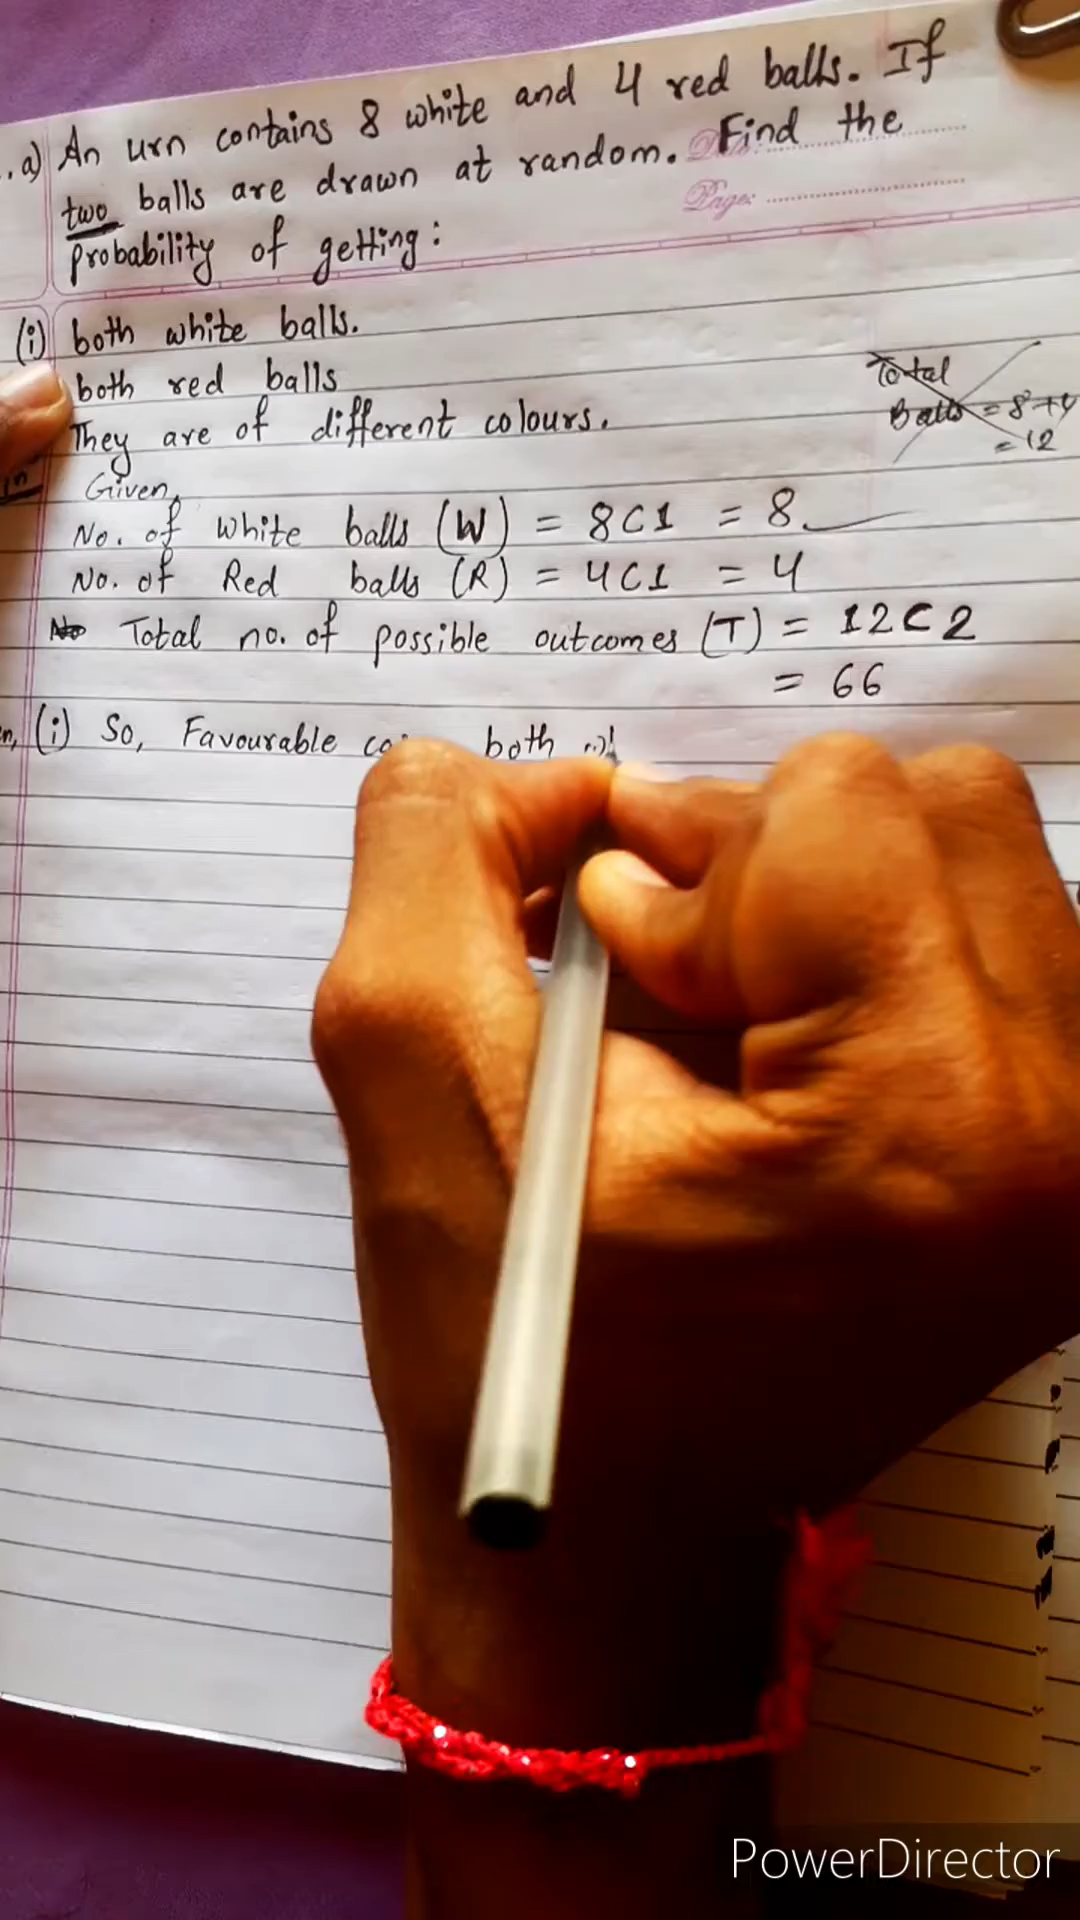 .a) An urn contains 8 white and 4 red balls. If
two balls are drawn at random. Find the
Page:
probability of getting:
(i) both white balls.
both red balls
They are of different colours.
Total
Balls = 8+4
= 12
Given,
No. of white balls (W) = 8C1 = 8
No. of Red balls (R) = 4C1 = 4
Total no. of possible outcomes (T) = 12C2
= 66
(i) So, Favourable both
PowerDirector